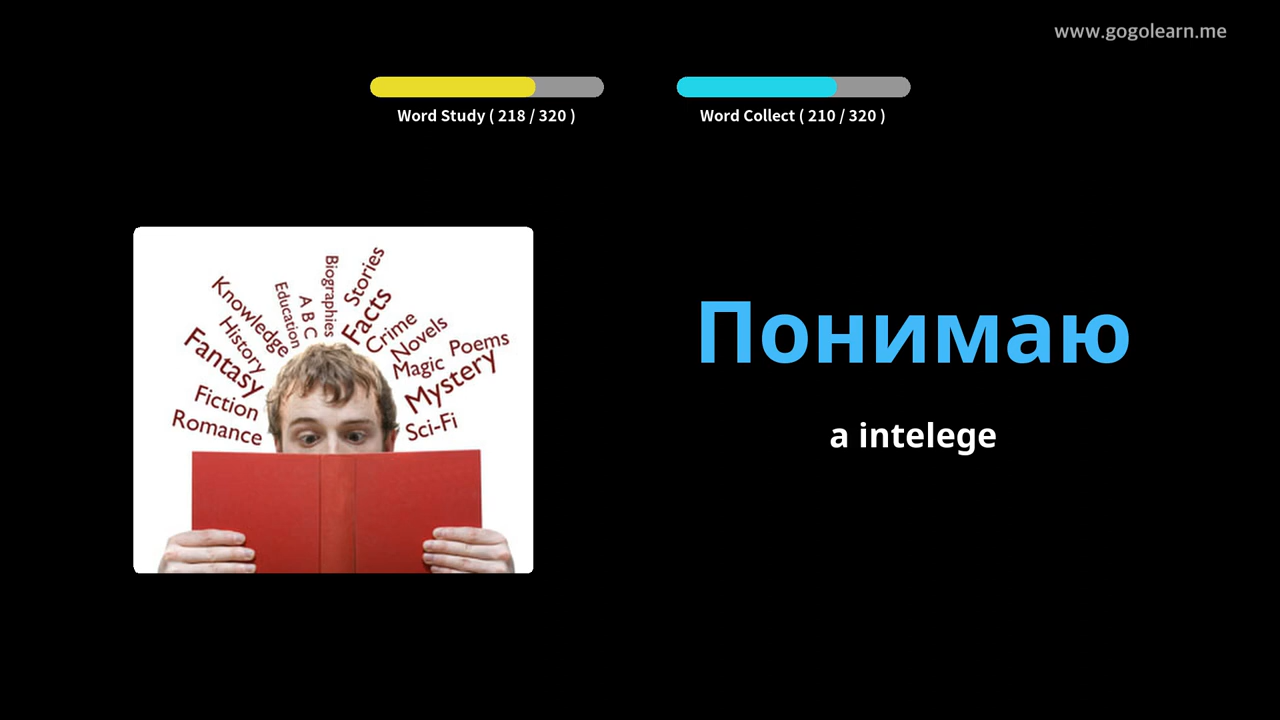 www.gogolearn.me
Word Study ( 218 / 320 )
Word Collect ( 210 / 320 )
Knowledge
History
Fantasy
Fiction
Romance
Education
A B C
Biographies
Stories
Facts
Crime
Novels
Magic
Poems
Mystery
Sci-Fi
Понимаю
a intelege